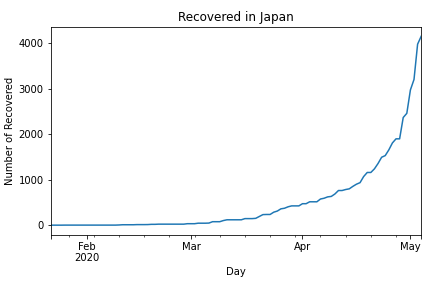 Recovered in Japan
Number of Recovered
4000
3000
2000
1000
0
Feb
2020
Mar
Apr
May
Day